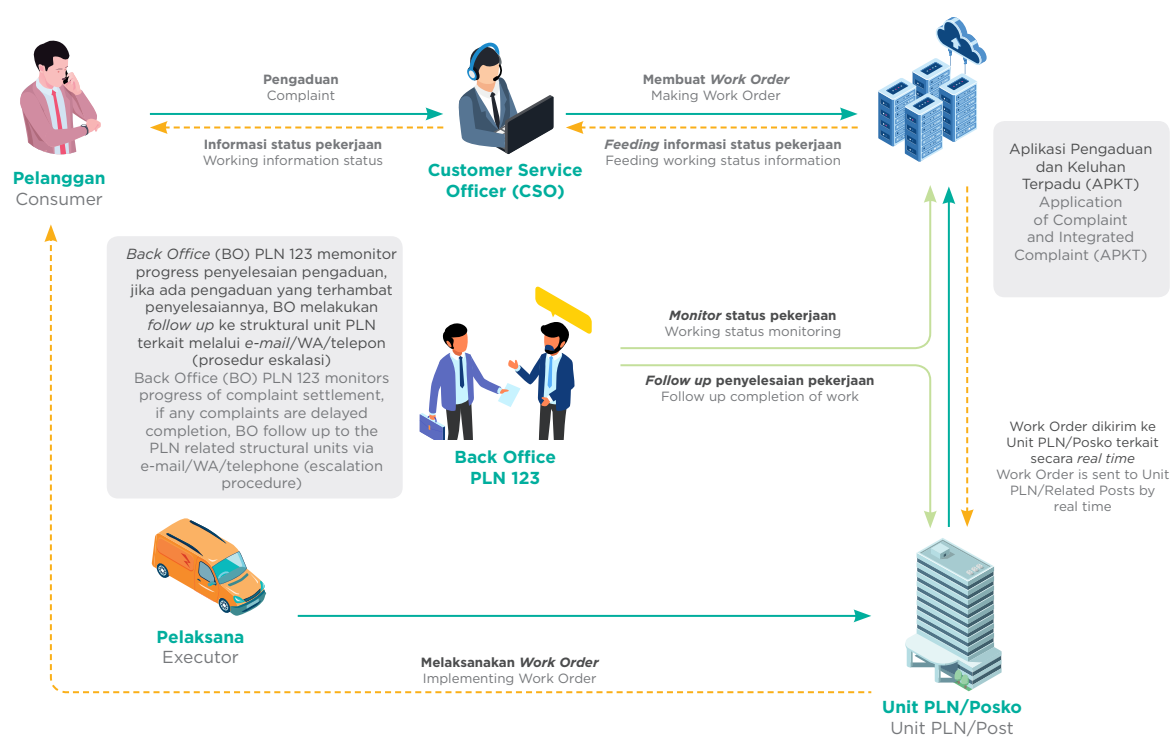 Pengaduan
Complaint
Membuat Work Order
Making Work Order
Informasi status pekerjaan
Working information status
Feeding informasi status pekerjaan
Feeding working status information
Pelanggan
Consumer
Customer Service
Officer (CSO)
Aplikasi Pengaduan
dan Keluhan
Terpadu (APKT)
Application
of Complaint
and Integrated
Complaint (APKT)
Back Office (BO) PLN 123 memonitor
progress penyelesaian pengaduan,
jika ada pengaduan yang terhambat
penyelesaiannya, BO melakukan
follow up ke struktural unit PLN
terkait melalui e-mail/WA/telepon
(prosedur eskalasi)
Back Office (BO) PLN 123 monitors
progress of complaint settlement,
if any complaints are delayed
completion, BO follow up to the
PLN related structural units via
e-mail/WA/telephone (escalation
procedure)
Monitor status pekerjaan
Working status monitoring
Follow up penyelesaian pekerjaan
Follow up completion of work
Back Office
PLN 123
Work Order dikirim ke
Unit PLN/Posko terkait
secara real time
Work Order is sent to Unit
PLN/Related Posts by
real time
Pelaksana
Executor
Melaksanakan Work Order
Implementing Work Order
Unit PLN/Posko
Unit PLN/Post